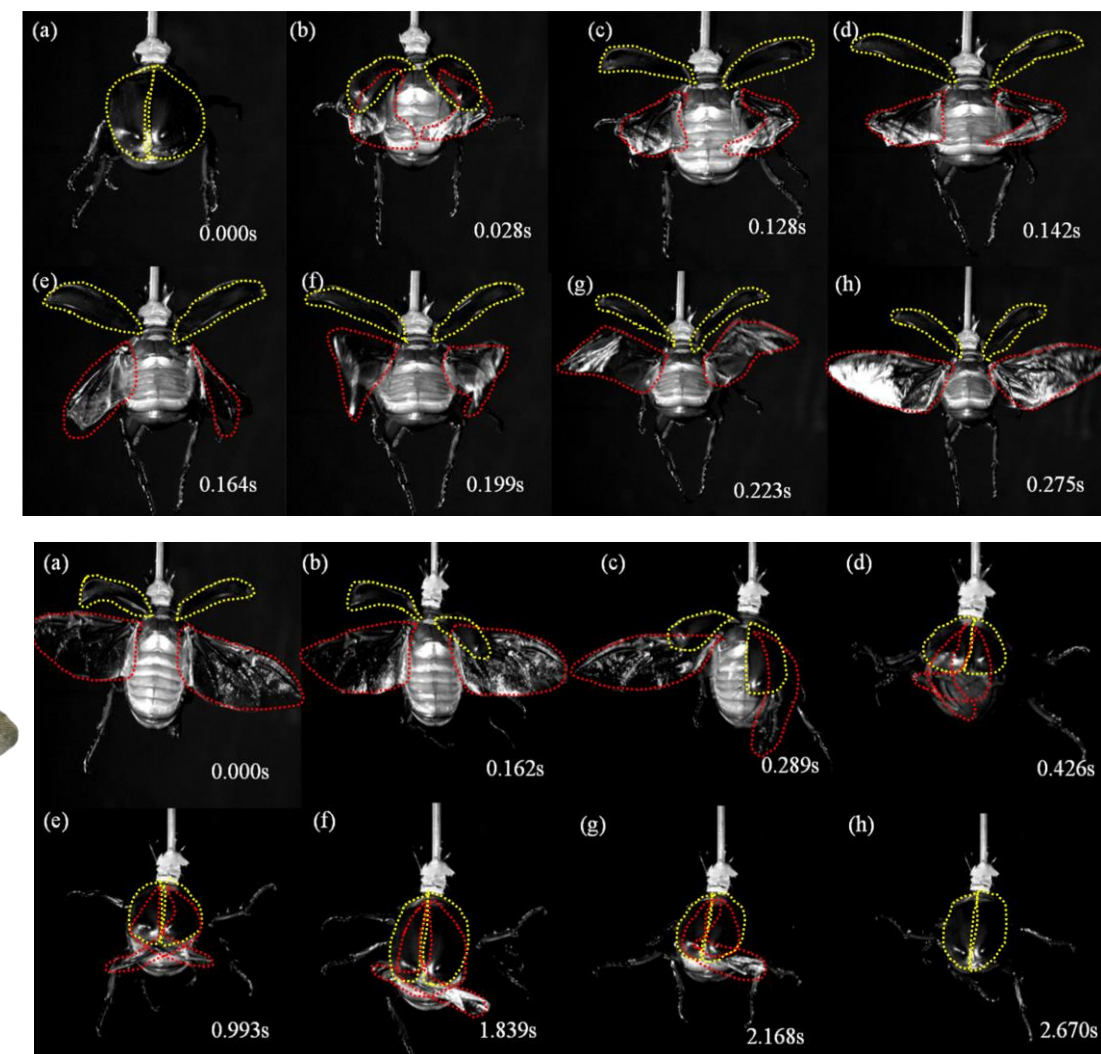 (a) (b) (c) (d)
0.000s 0.028s 0.128s 0.142s
(e) (f) (g) (h)
0.164s 0.199s 0.223s 0.275s
(a) (b) (c) (d)
0.000s 0.162s 0.289s 0.426s
(e) (f) (g) (h)
0.993s 1.839s 2.168s 2.670s